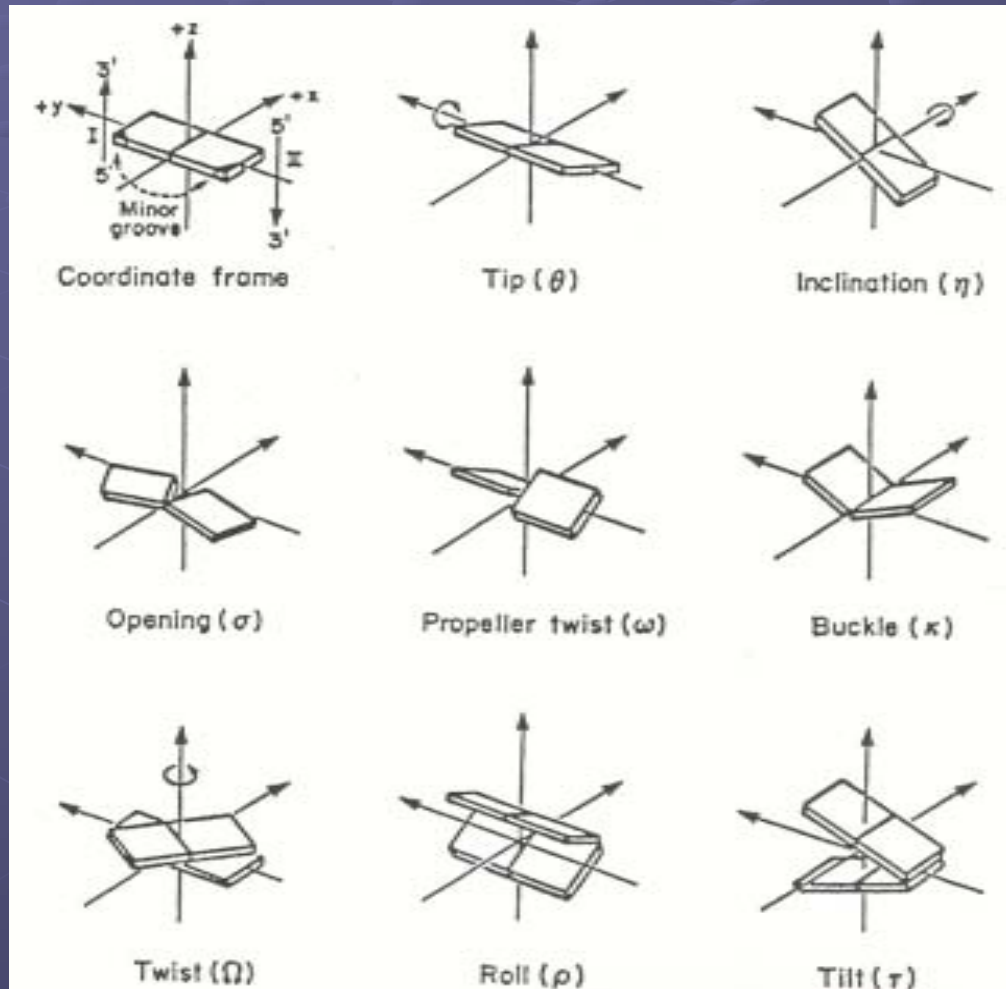 +z
3'
+y
+x
I
5'
5'
II
Minor
groove
3'
Coordinate frame
Tip (θ)
Inclination (η)
Opening (σ)
Propeller twist (ω)
Buckle (κ)
Twist (Ω)
Roll (ρ)
Tilt (τ)